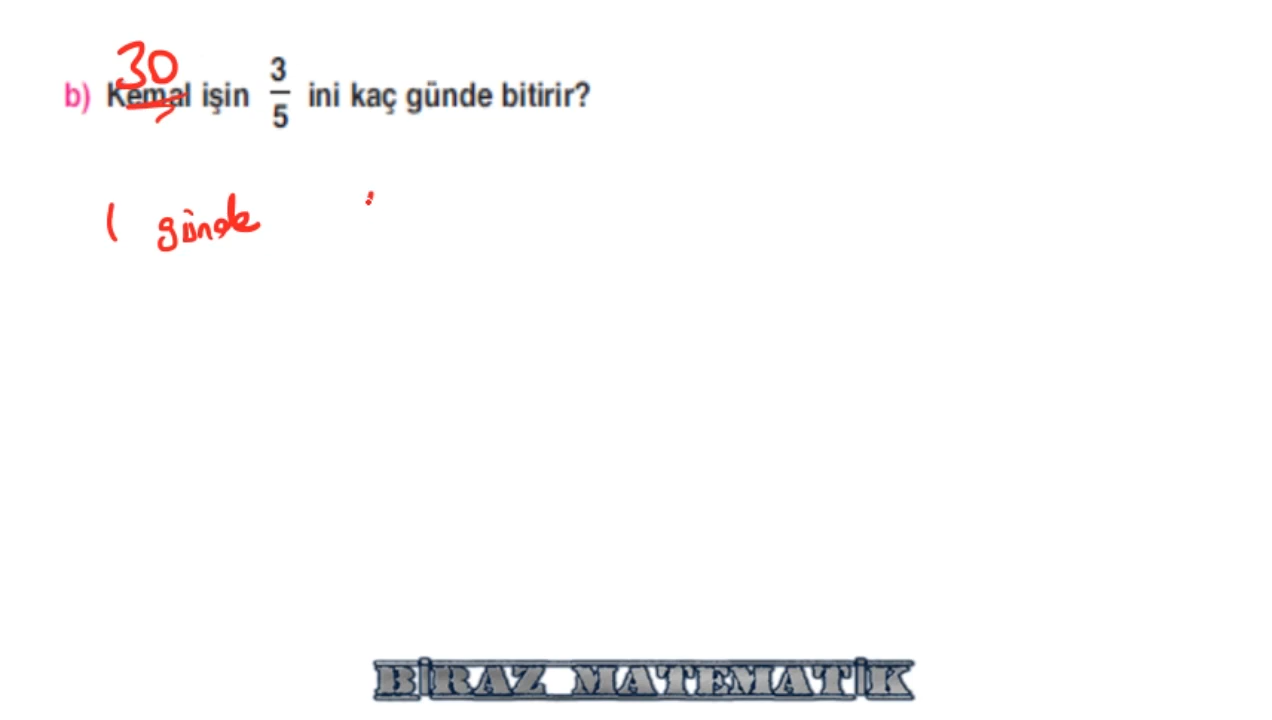 30
b) Kemal işin 3/5 ini kaç günde bitirir?
1 günde
BİRAZ MATEMATİK